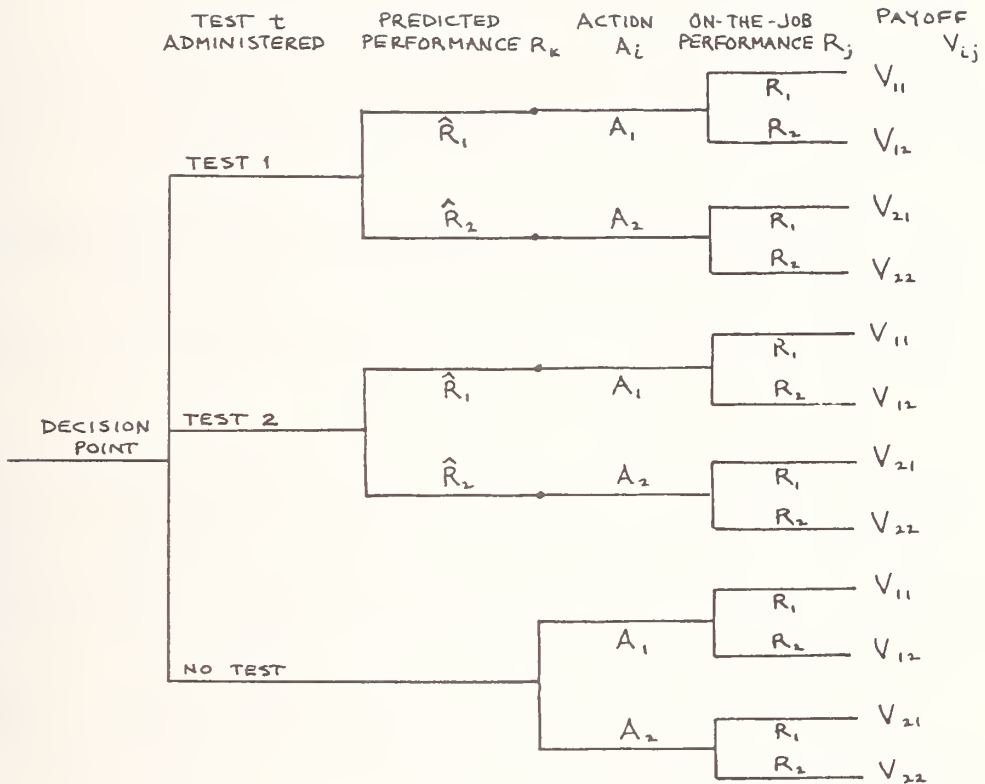 TEST t
ADMINISTERED
PREDICTED
PERFORMANCE Rₖ
ACTION
Aᵢ
ON-THE-JOB
PERFORMANCE Rⱼ
PAYOFF
Vᵢⱼ
DECISION
POINT
TEST 1
R̂₁
A₁
R₁
V₁₁
R₂
V₁₂
R̂₂
A₂
R₁
V₂₁
R₂
V₂₂
TEST 2
R̂₁
A₁
R₁
V₁₁
R₂
V₁₂
R̂₂
A₂
R₁
V₂₁
R₂
V₂₂
NO TEST
A₁
R₁
V₁₁
R₂
V₁₂
A₂
R₁
V₂₁
R₂
V₂₂